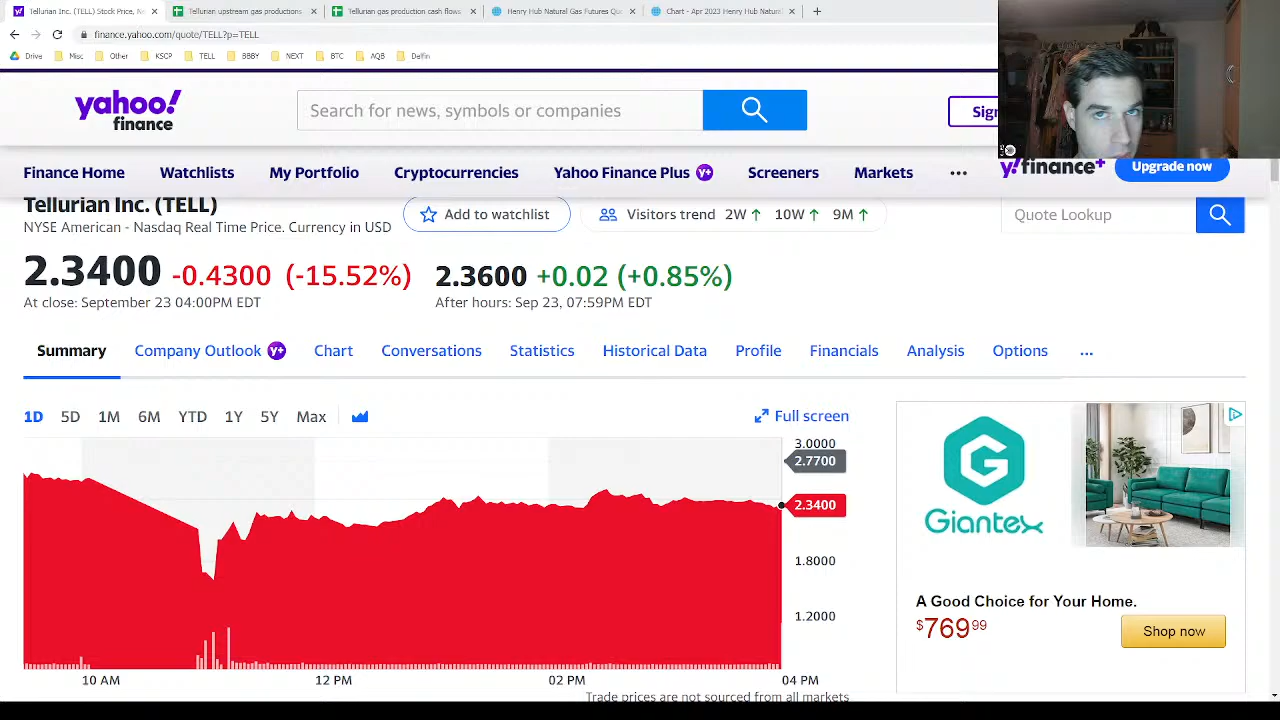 Tellurian Inc. (TELL) Stock Price, Ne
Tellurian upstream gas productions
Tellurian gas production cash flows
Henry Hub Natural Gas Futures Qu
Chart - Apr 2023 Henry Hub Natural
finance.yahoo.com/quote/TELL?p=TELL
Drive Misc Other KSCP TELL BBBY NEXT BTC AQB Delfin
yahoo!
finance
Search for news, symbols or companies
Sig
Finance Home Watchlists My Portfolio Cryptocurrency Yahoo Finance Plus Y+ Screeners Markets ...
y!finance+ Upgrade now
Tellurian Inc. (TELL)
NYSE American - Nasdaq Real Time Price. Currency in USD
Add to watchlist
Visitors trend 2W ↑ 10W ↑ 9M ↑
Quote Lookup
2.3400 -0.4300 (-15.52%)
At close: September 23 04:00PM EDT
2.3600 +0.02 (+0.85%)
After hours: Sep 23, 07:59PM EDT
Summary Company Outlook Y+ Chart Conversations Statistics Historical Data Profile Financials Analysis Options ...
1D 5D 1M 6M YTD 1Y 5Y Max
Full screen
3.0000
2.7700
2.3400
1.8000
1.2000
10 AM 12 PM 02 PM 04 PM
Trade prices are not sourced from all markets
G
Giantex
A Good Choice for Your Home.
$769.99
Shop now